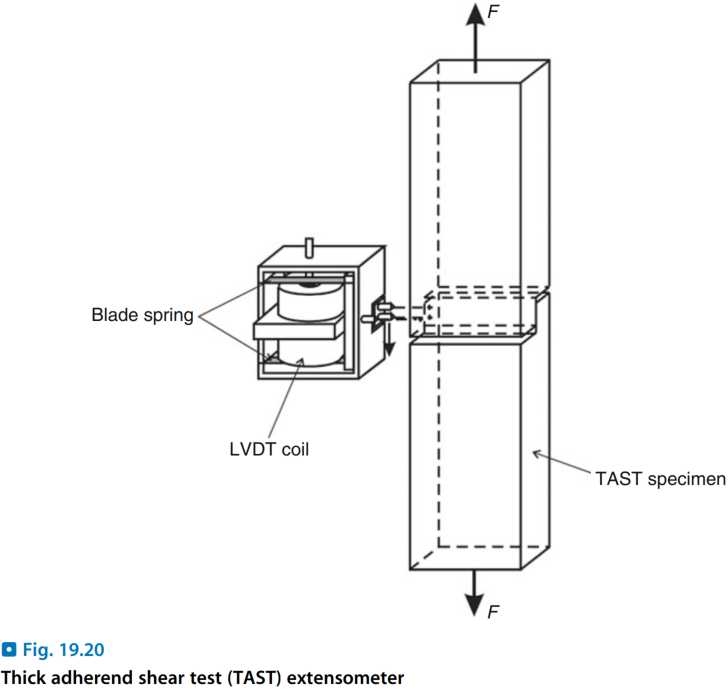 F
Blade spring
LVDT coil
TAST specimen
F
Fig. 19.20
Thick adherend shear test (TAST) extensometer